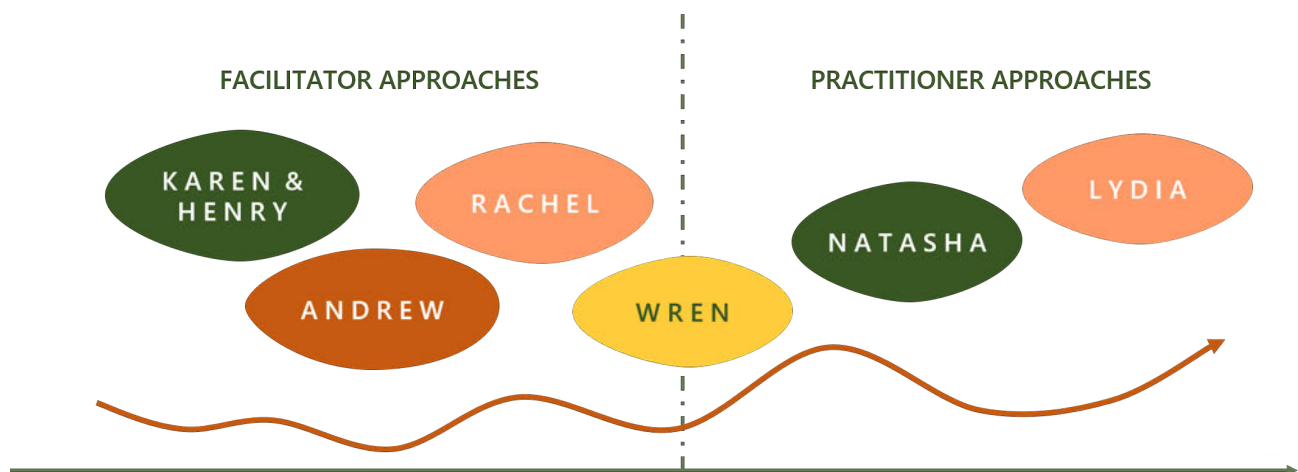 FACILITATOR APPROACHES
PRACTITIONER APPROACHES
KAREN &
HENRY
RACHEL
LYDIA
NATASHA
ANDREW
WREN